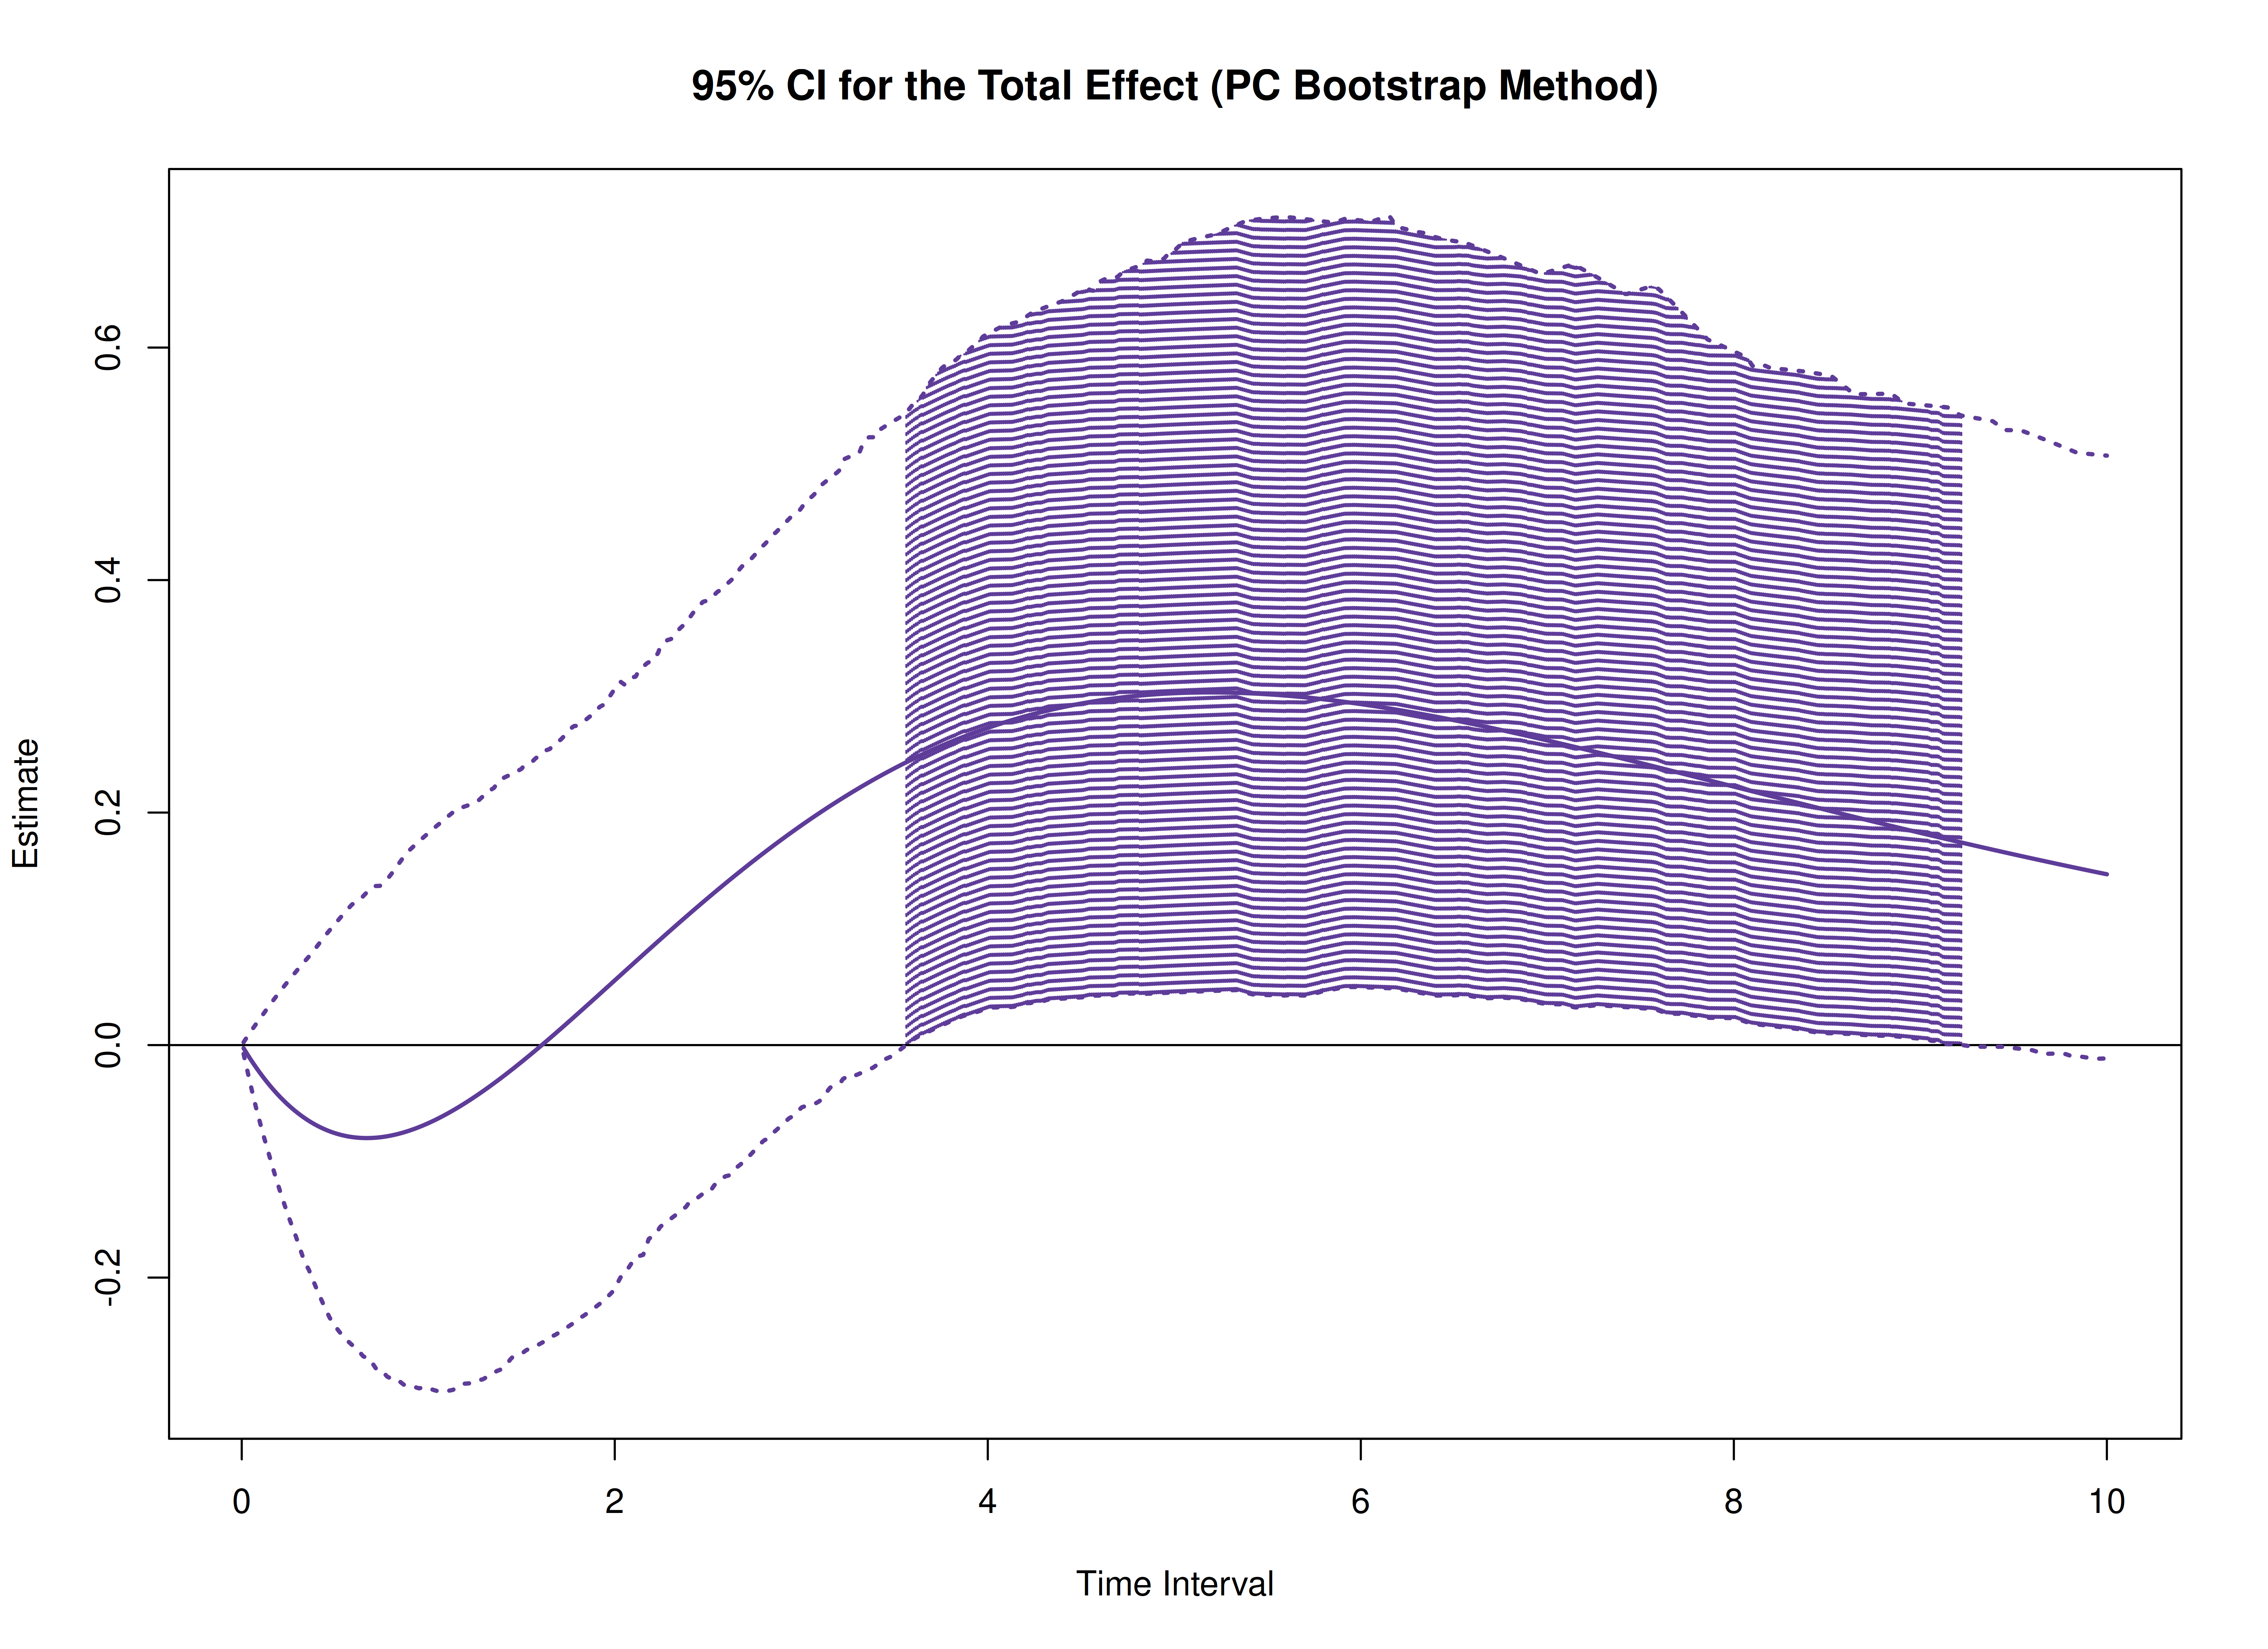 95% CI for the Total Effect (PC Bootstrap Method)
Estimate
0.6
0.4
0.2
0.0
-0.2
0 2 4 6 8 10
Time Interval